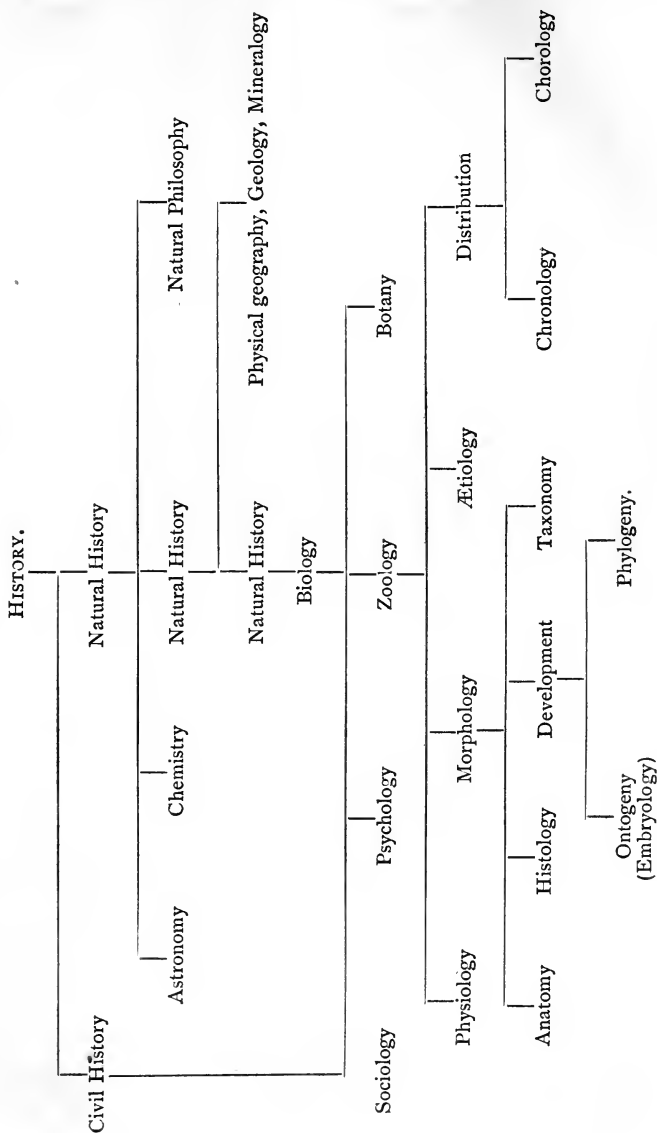 HISTORY.
Civil History
Natural History
Astronomy
Chemistry
Natural History
Natural Philosophy
Natural History
Physical geography, Geology, Mineralogy
Biology
Sociology
Psychology
Zoology
Botany
Physiology
Morphology
Ætiology
Distribution
Anatomy
Histology
Development
Taxonomy
Chronology
Chorology
Ontogeny
(Embryology)
Phylogeny.